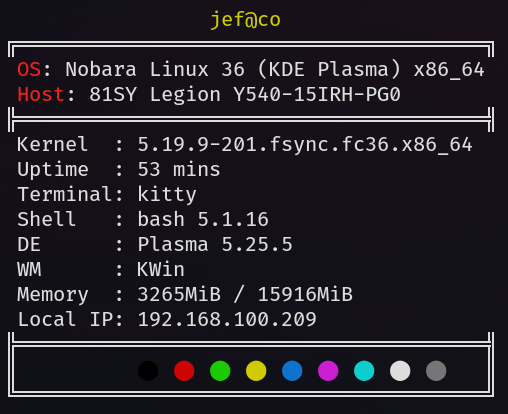 jef@co
OS: Nobara Linux 36 (KDE Plasma) x86_64
Host: 81SY Legion Y540-15IRH-PG0
Kernel  : 5.19.9-201.fsync.fc36.x86_64
Uptime  : 53 mins
Terminal: kitty
Shell   : bash 5.1.16
DE      : Plasma 5.25.5
WM      : KWin
Memory  : 3265MiB / 15916MiB
Local IP: 192.168.100.209